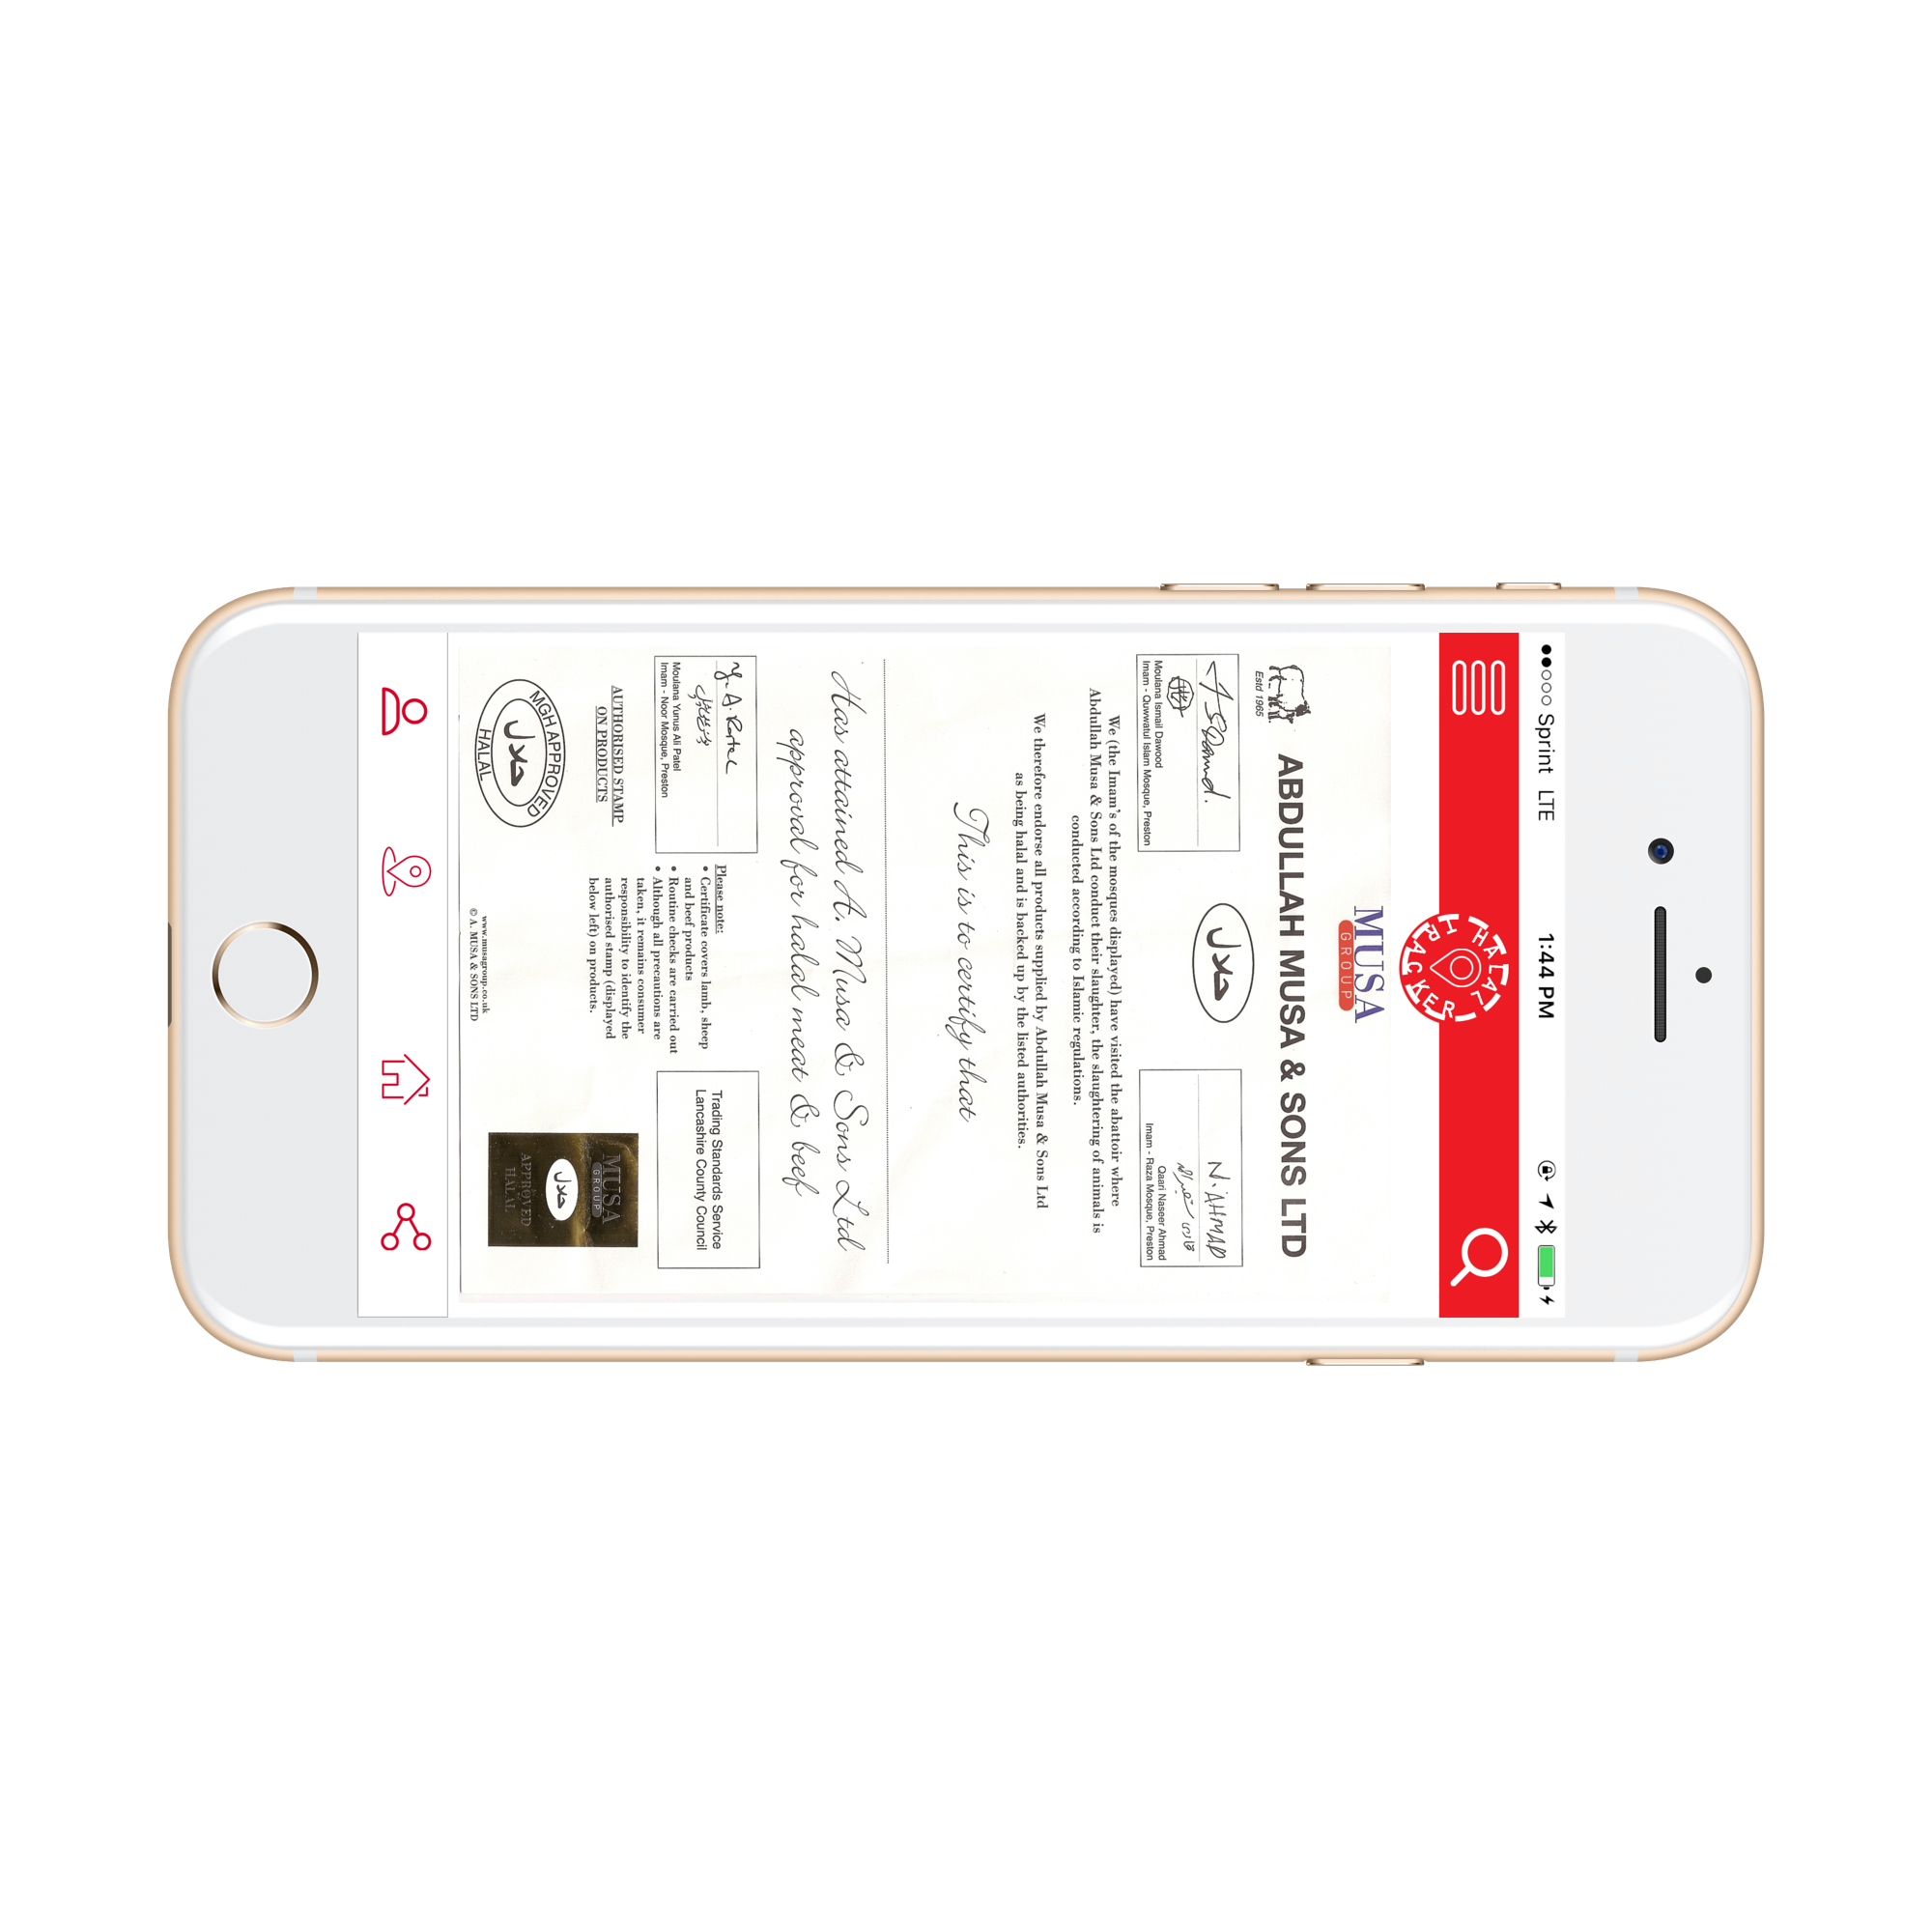 Sprint LTE 1:44 PM
HALAL TRACKER
MUSA
GROUP
Estd 1965
ABDULLAH MUSA & SONS LTD
Moulana Ismail Dawood
Imam - Quwwatul Islam Mosque, Preston
حلال
N. AHMAD
Qaari Naseer Ahmad
Imam - Raza Mosque, Preston
We (the Imam's of the mosques displayed) have visited the abattoir where
Abdullah Musa & Sons Ltd conduct their slaughter, the slaughtering of animals is
conducted according to Islamic regulations.
We therefore endorse all products supplied by Abdullah Musa & Sons Ltd
as being halal and is backed up by the listed authorities.
This is to certify that
Has attained A. Musa & Sons Ltd
approval for halal meat & beef
Moulana Yunus Ali Patel
Imam - Noor Mosque, Preston
AUTHORISED STAMP
ON PRODUCTS
MGH APPROVED
حلال
HALAL
Please note:
• Certificate covers lamb, sheep
and beef products
• Routine checks are carried out
• Although all precautions are
taken, it remains consumer
responsibility to identify the
authorised stamp (displayed
below left) on products.
www.musagroup.co.uk
© A. MUSA & SONS LTD
Trading Standards Service
Lancashire County Council
MUSA
GROUP
حلال
APPROVED
HALAL